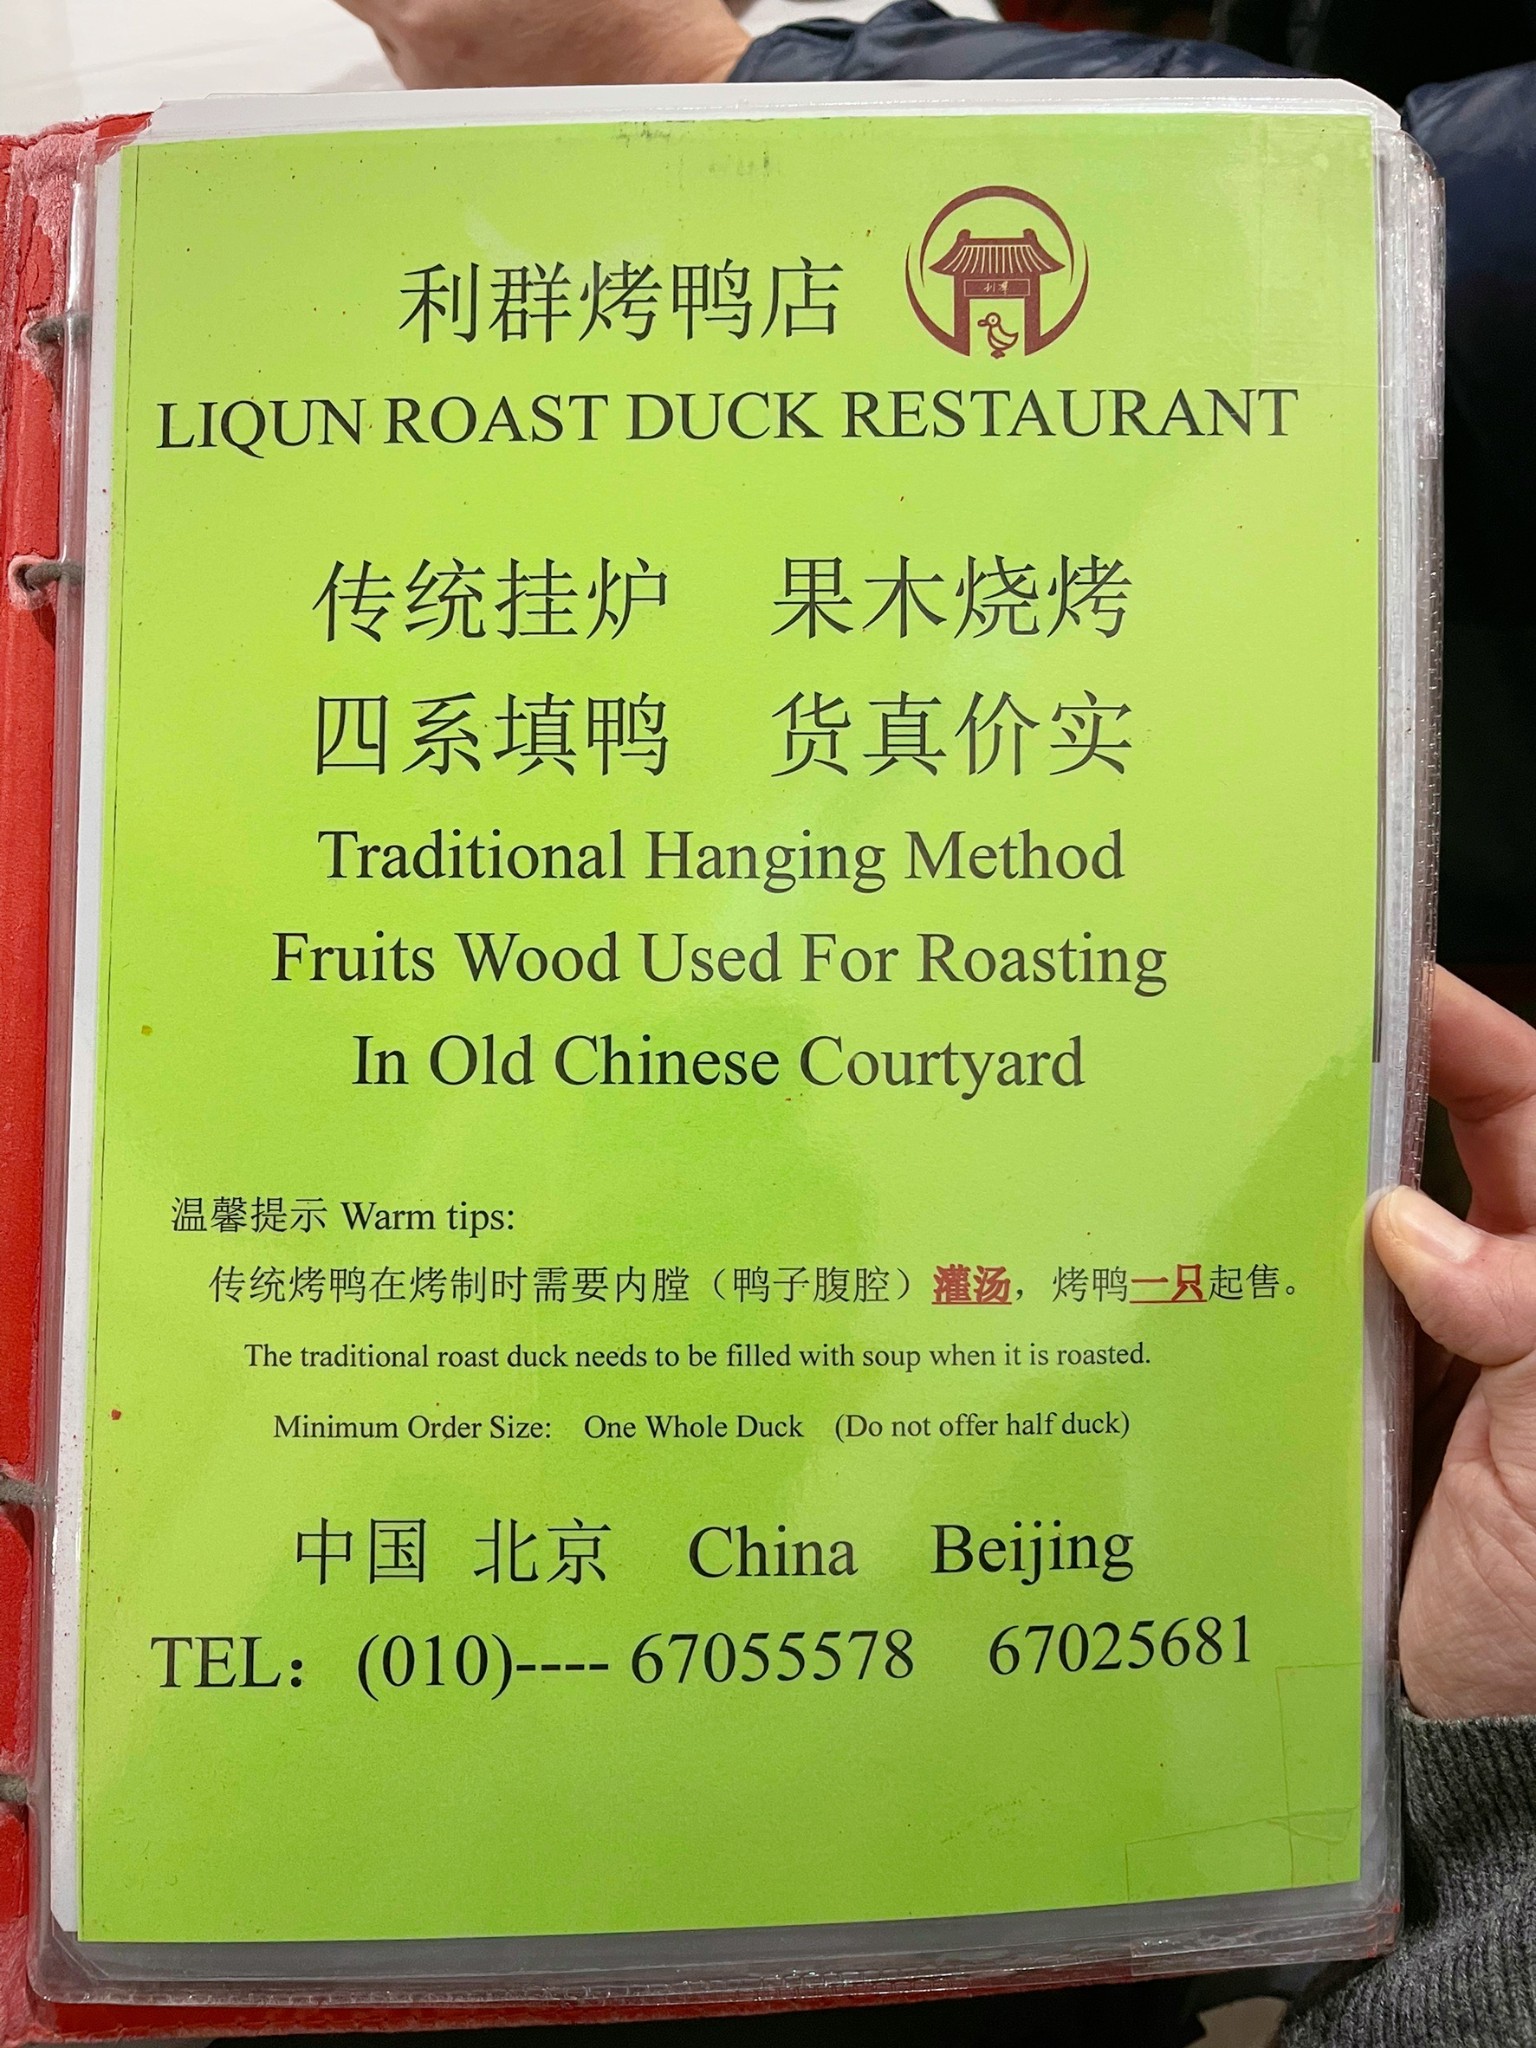 利群烤鸭店
利群
LIQUN ROAST DUCK RESTAURANT
传统挂炉 果木烧烤
四系填鸭 货真价实
Traditional Hanging Method
Fruits Wood Used For Roasting
In Old Chinese Courtyard
温馨提示 Warm tips:
传统烤鸭在烤制时需要内膛（鸭子腹腔）灌汤，烤鸭一只起售。
The traditional roast duck needs to be filled with soup when it is roasted.
Minimum Order Size: One Whole Duck (Do not offer half duck)
中国 北京 China Beijing
TEL：(010)---- 67055578 67025681